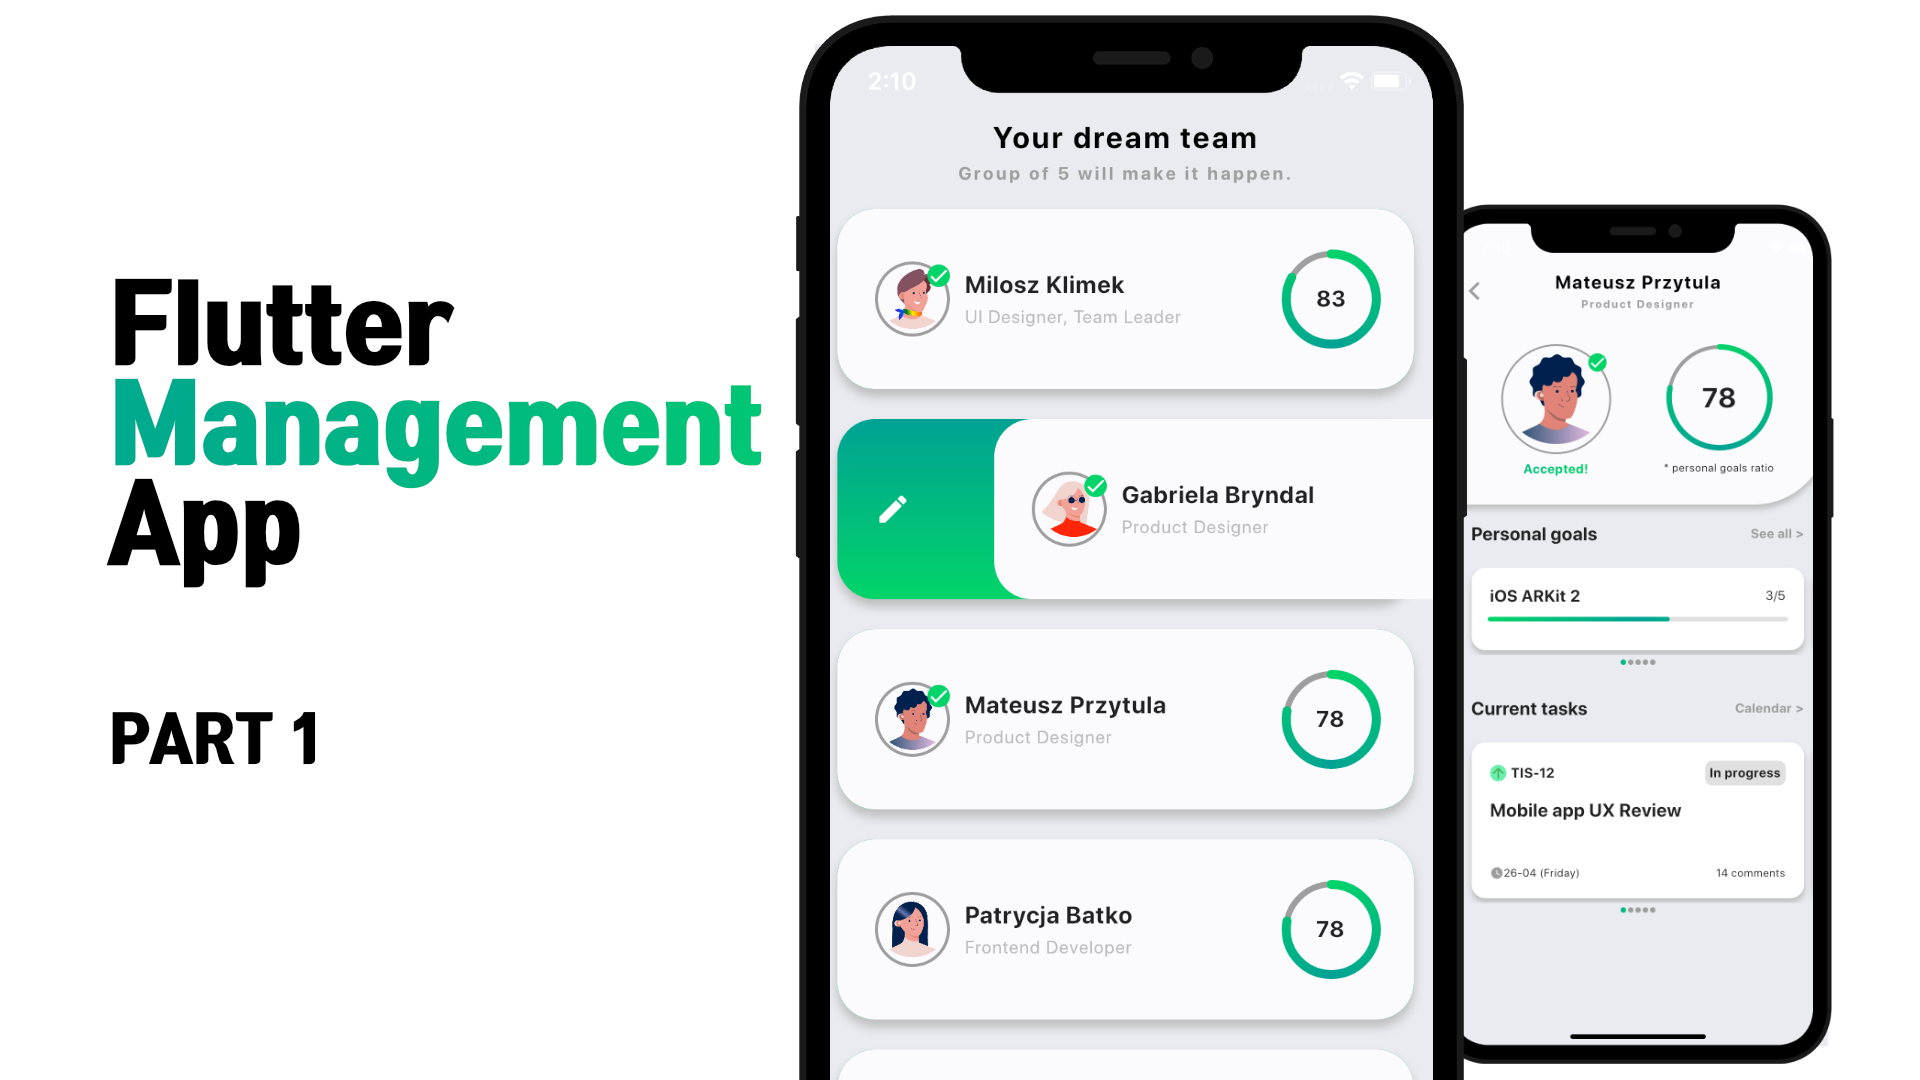 Flutter
Management
App
PART 1
2:10
Your dream team
Group of 5 will make it happen.
Milosz Klimek
UI Designer, Team Leader
83
Gabriela Bryndal
Product Designer
Mateusz Przytula
Product Designer
78
Patrycja Batko
Frontend Developer
78
Mateusz Przytula
Product Designer
78
Accepted!
* personal goals ratio
Personal goals
See all >
iOS ARKit 2
3/5
Current tasks
Calendar >
TIS-12
In progress
Mobile app UX Review
26-04 (Friday)
14 comments